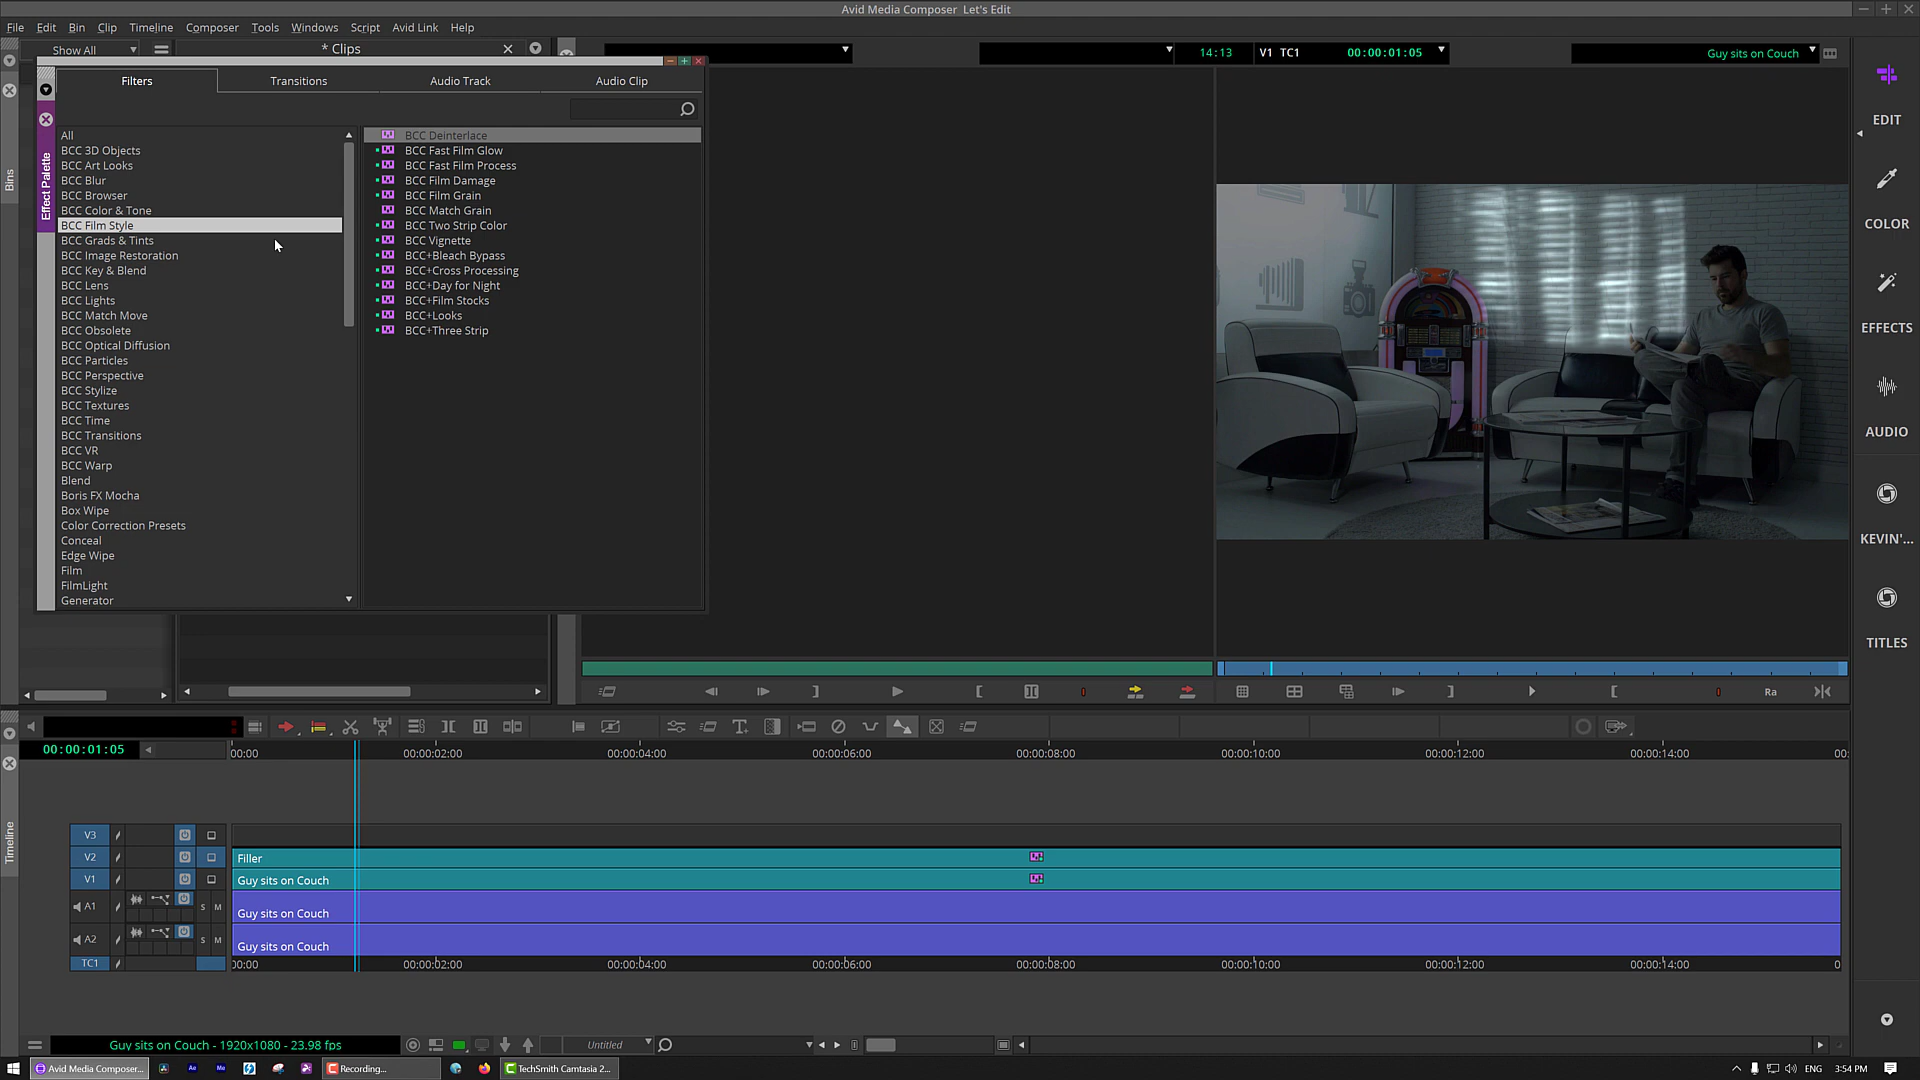 Avid Media Composer Let's Edit
File Edit Bin Clip Timeline Composer Tools Windows Script Avid Link Help
Show All
* Clips
14:13
V1 TC1
00:00:01:05
Guy sits on Couch
Filters
Transitions
Audio Track
Audio Clip
Bins
Effect Palette
All
BCC 3D Objects
BCC Art Looks
BCC Blur
BCC Browser
BCC Color & Tone
BCC Film Style
BCC Grads & Tints
BCC Image Restoration
BCC Key & Blend
BCC Lens
BCC Lights
BCC Match Move
BCC Obsolete
BCC Optical Diffusion
BCC Particles
BCC Perspective
BCC Stylize
BCC Textures
BCC Time
BCC Transitions
BCC VR
BCC Warp
Blend
Boris FX Mocha
Box Wipe
Color Correction Presets
Conceal
Edge Wipe
Film
FilmLight
Generator
BCC Deinterlace
BCC Fast Film Glow
BCC Fast Film Process
BCC Film Damage
BCC Film Grain
BCC Match Grain
BCC Two Strip Color
BCC Vignette
BCC+Bleach Bypass
BCC+Cross Processing
BCC+Day for Night
BCC+Film Stocks
BCC+Looks
BCC+Three Strip
EDIT
COLOR
EFFECTS
AUDIO
KEVIN'...
TITLES
Ra
Timeline
00:00:01:05
00:00
00:00:02:00
00:00:04:00
00:00:06:00
00:00:08:00
00:00:10:00
00:00:12:00
00:00:14:00
00:
V3
V2
Filler
V1
Guy sits on Couch
A1
S M
Guy sits on Couch
A2
S M
Guy sits on Couch
TC1
00:00
00:00:02:00
00:00:04:00
00:00:06:00
00:00:08:00
00:00:10:00
00:00:12:00
00:00:14:00
0
Guy sits on Couch - 1920x1080 - 23.98 fps
Untitled
Avid Media Composer...
Ae
Me
Recording...
TechSmith Camtasia 2...
ENG
3:54 PM